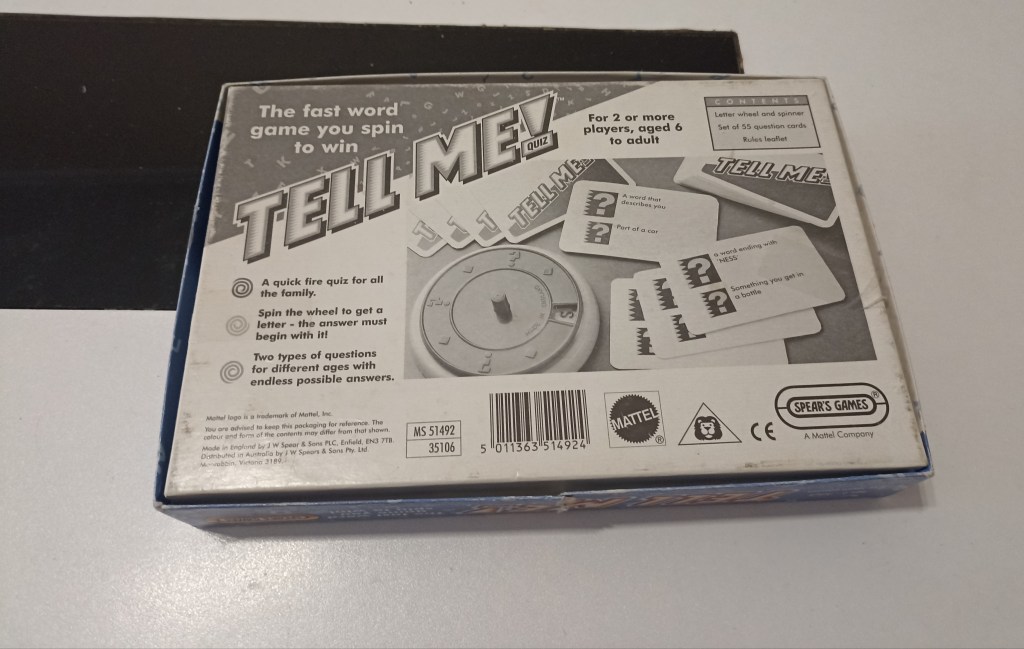 The fast word
game you spin
to win
TELL ME!
QUIZ
For 2 or more
players, aged 6
to adult
CONTENTS
Letter wheel and spinner
Set of 55 question cards
Rules leaflet
TELL ME
TELL ME
A word that
describes you
Part of a car
a word ending with
'NESS'
Something you get in
a bottle
S
A quick fire quiz for all
the family.
Spin the wheel to get a
letter – the answer must
begin with it!
Two types of questions
for different ages with
endless possible answers.
Mattel logo is a trademark of Mattel, Inc.
You are advised to keep this packaging for reference. The
colour and form of the contents may differ from that shown.
Made in England by J W Spear & Sons PLC, Enfield, EN3 7TB.
Distributed in Australia by J W Spears & Sons Pty. Ltd
Victoria 3189
MS 51492
35106
5 011363 514924
MATTEL
®
CE
SPEAR'S GAMES
®
A Mattel Company